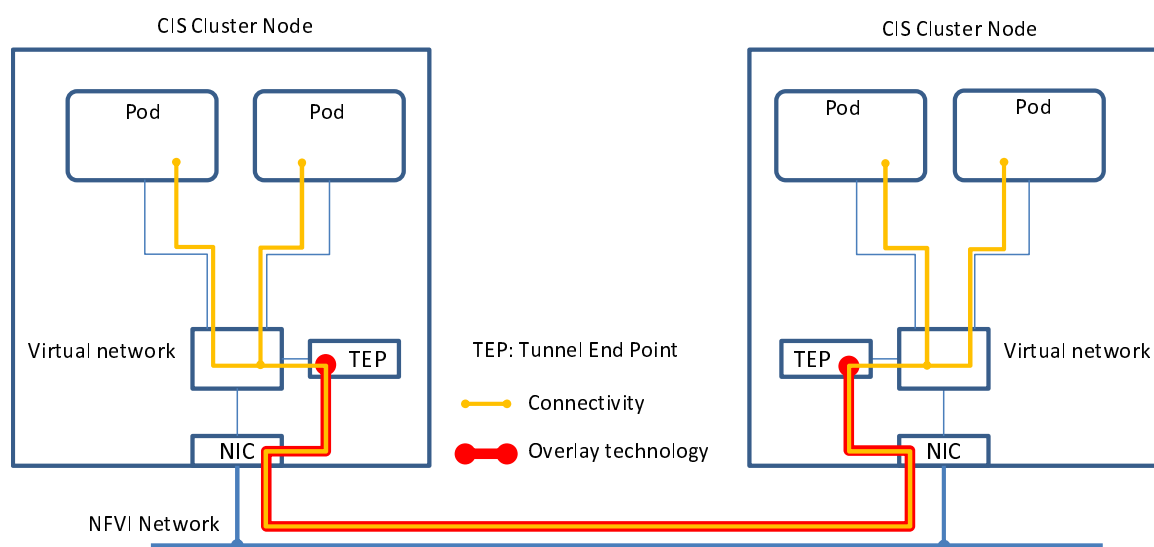 CIS Cluster Node
CIS Cluster Node
Pod
Pod
Pod
Pod
Virtual network
TEP
TEP: Tunnel End Point
TEP
Virtual network
Connectivity
NIC
Overlay technology
NIC
NFVI Network